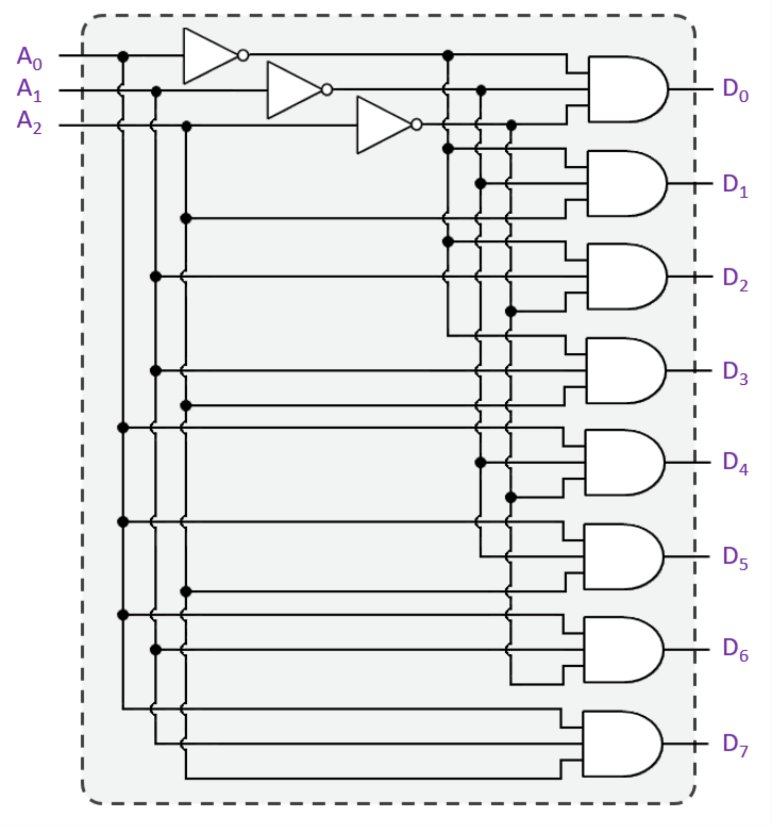 A₀
A₁
A₂
D₀
D₁
D₂
D₃
D₄
D₅
D₆
D₇